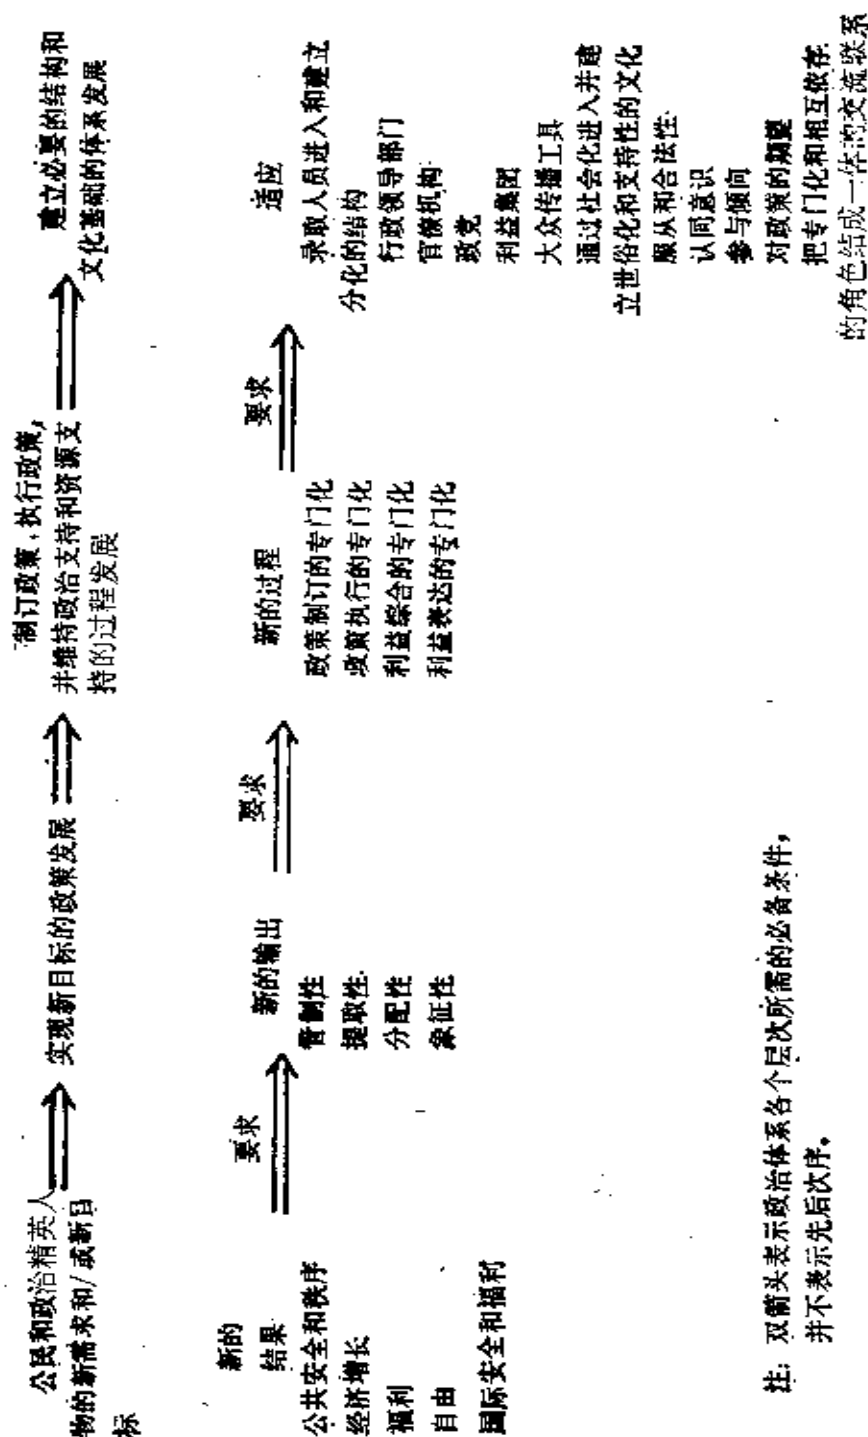 公民和政治精英人
物的新需求和/或新目
标
实现新目标的政策发展
制订政策，执行政策，
并维持政治支持和资源支
持的过程发展
建立必要的结构和
文化基础的体系发展
新的
结果
公共安全和秩序
经济增长
福利
自由
国际安全和福利
要求
新的输出
管制性
提取性
分配性
象征性
要求
新的过程
政策制订的专门化
政策执行的专门化
利益综合的专门化
利益表达的专门化
要求
适应
录取人员进入和建立
分化的结构
行政领导部门
官僚机构
政党
利益集团
大众传播工具
通过社会化进入并建
立世俗化和支持性的文化
服从和合法性
认同意识
参与倾向
对政策的期望
把专门化和相互依存
的角色结成一体的交流联系
注：双箭头表示政治体系各个层次所需的必备条件，
并不表示先后次序。